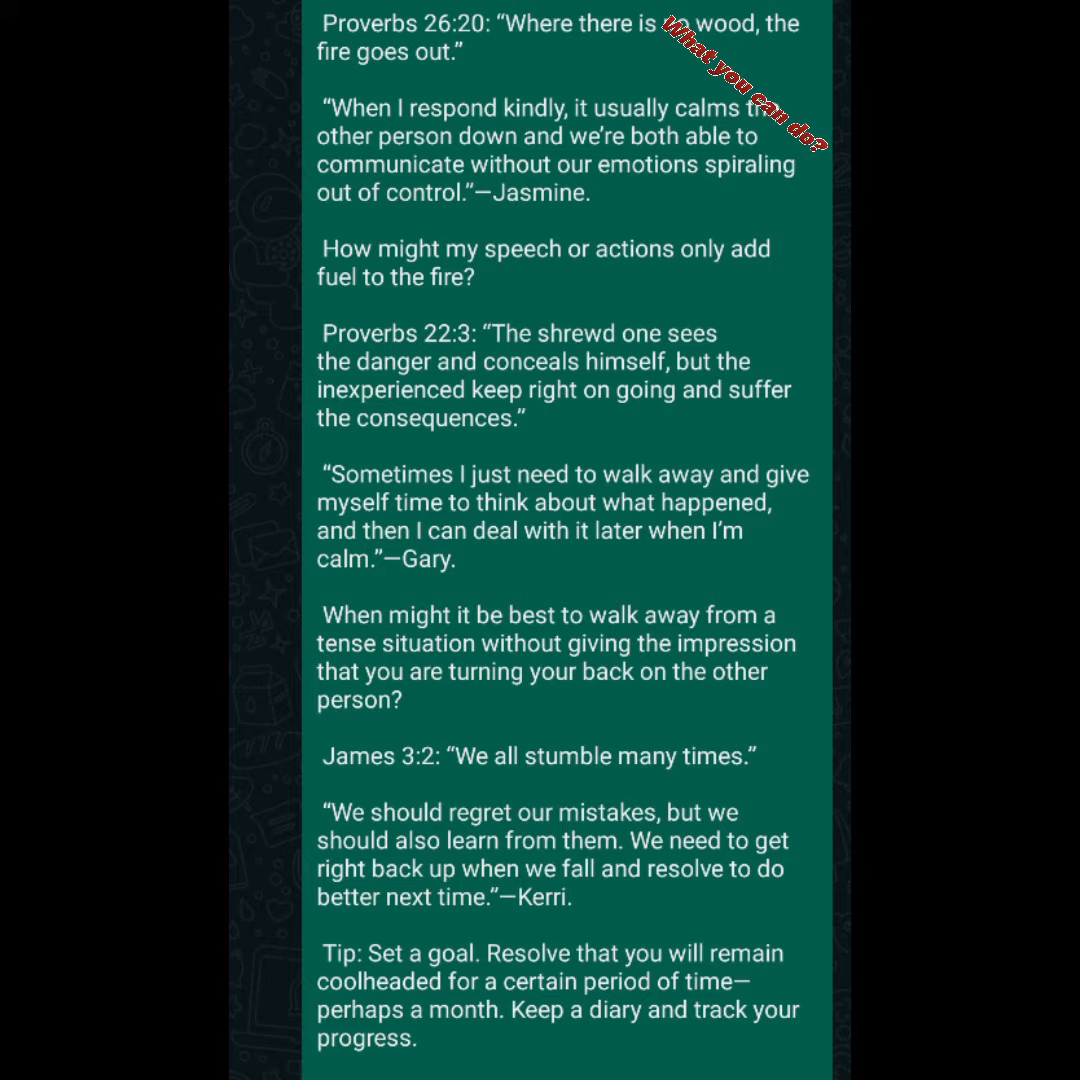 Proverbs 26:20: “Where there is no wood, the
fire goes out.”
What you can do?
“When I respond kindly, it usually calms the
other person down and we’re both able to
communicate without our emotions spiraling
out of control.”—Jasmine.
How might my speech or actions only add
fuel to the fire?
Proverbs 22:3: “The shrewd one sees
the danger and conceals himself, but the
inexperienced keep right on going and suffer
the consequences.”
“Sometimes I just need to walk away and give
myself time to think about what happened,
and then I can deal with it later when I’m
calm.”—Gary.
When might it be best to walk away from a
tense situation without giving the impression
that you are turning your back on the other
person?
James 3:2: “We all stumble many times.”
“We should regret our mistakes, but we
should also learn from them. We need to get
right back up when we fall and resolve to do
better next time.”—Kerri.
Tip: Set a goal. Resolve that you will remain
coolheaded for a certain period of time—
perhaps a month. Keep a diary and track your
progress.